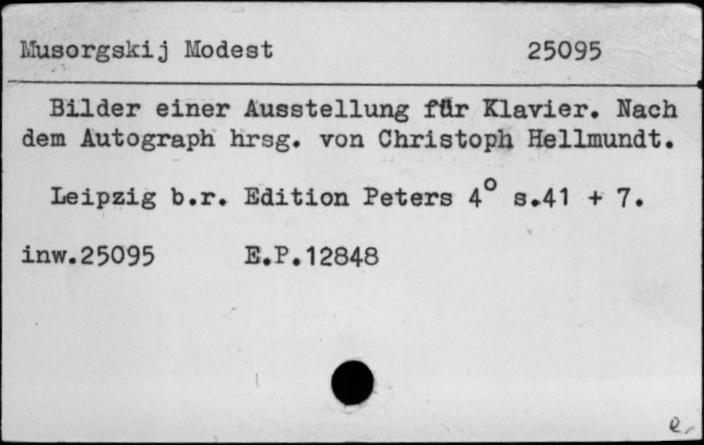 Musorgskij Modest 25095
Bilder einer Ausstellung für Klavier. Nach
dem Autograph hrsg. von Christoph Hellmundt.
Leipzig b.r. Edition Peters 4° s.41 + 7.
inw.25095 E.P.12848
e.